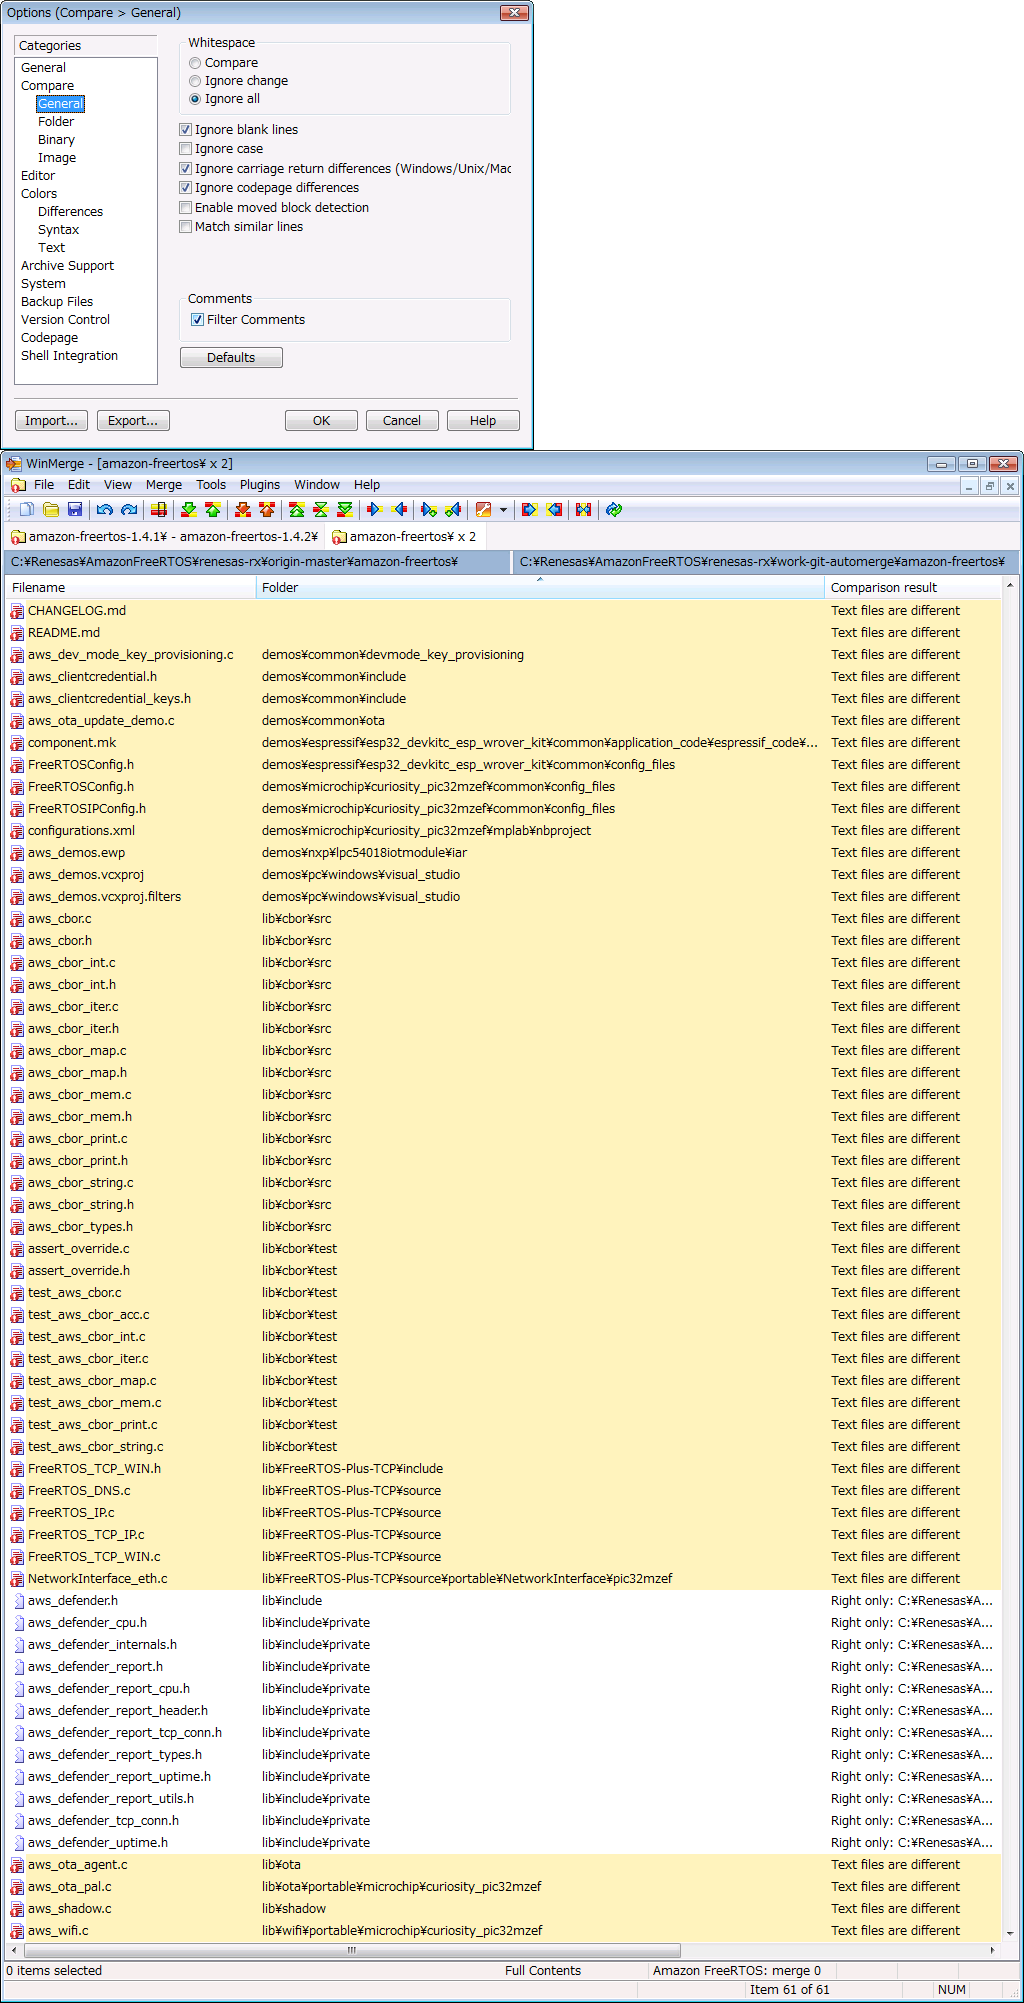 Options (Compare > General)
Categories
General
Compare
General
Folder
Binary
Image
Editor
Colors
Differences
Syntax
Text
Archive Support
System
Backup Files
Version Control
Codepage
Shell Integration
Whitespace
Compare
Ignore change
Ignore all
Ignore blank lines
Ignore case
Ignore carriage return differences (Windows/Unix/Mac
Ignore codepage differences
Enable moved block detection
Match similar lines
Comments
Filter Comments
Defaults
Import... Export... OK Cancel Help
WinMerge - [amazon-freertos¥ x 2]
File Edit View Merge Tools Plugins Window Help
amazon-freertos-1.4.1¥ - amazon-freertos-1.4.2¥ amazon-freertos¥ x 2
C:¥Renesas¥AmazonFreeRTOS¥renesas-rx¥origin-master¥amazon-freertos¥ C:¥Renesas¥AmazonFreeRTOS¥renesas-rx¥work-git-automerge¥amazon-freertos¥
Filename Folder Comparison result
CHANGELOG.md Text files are different
README.md Text files are different
aws_dev_mode_key_provisioning.c demos¥common¥devmode_key_provisioning Text files are different
aws_clientcredential.h demos¥common¥include Text files are different
aws_clientcredential_keys.h demos¥common¥include Text files are different
aws_ota_update_demo.c demos¥common¥ota Text files are different
component.mk demos¥espressif¥esp32_devkitc_esp_wrover_kit¥common¥application_code¥espressif_code¥... Text files are different
FreeRTOSConfig.h demos¥espressif¥esp32_devkitc_esp_wrover_kit¥common¥config_files Text files are different
FreeRTOSConfig.h demos¥microchip¥curiosity_pic32mzef¥common¥config_files Text files are different
FreeRTOSIPConfig.h demos¥microchip¥curiosity_pic32mzef¥common¥config_files Text files are different
configurations.xml demos¥microchip¥curiosity_pic32mzef¥mplab¥nbproject Text files are different
aws_demos.ewp demos¥nxp¥lpc54018iotmodule¥iar Text files are different
aws_demos.vcxproj demos¥pc¥windows¥visual_studio Text files are different
aws_demos.vcxproj.filters demos¥pc¥windows¥visual_studio Text files are different
aws_cbor.c lib¥cbor¥src Text files are different
aws_cbor.h lib¥cbor¥src Text files are different
aws_cbor_int.c lib¥cbor¥src Text files are different
aws_cbor_int.h lib¥cbor¥src Text files are different
aws_cbor_iter.c lib¥cbor¥src Text files are different
aws_cbor_iter.h lib¥cbor¥src Text files are different
aws_cbor_map.c lib¥cbor¥src Text files are different
aws_cbor_map.h lib¥cbor¥src Text files are different
aws_cbor_mem.c lib¥cbor¥src Text files are different
aws_cbor_mem.h lib¥cbor¥src Text files are different
aws_cbor_print.c lib¥cbor¥src Text files are different
aws_cbor_print.h lib¥cbor¥src Text files are different
aws_cbor_string.c lib¥cbor¥src Text files are different
aws_cbor_string.h lib¥cbor¥src Text files are different
aws_cbor_types.h lib¥cbor¥src Text files are different
assert_override.c lib¥cbor¥test Text files are different
assert_override.h lib¥cbor¥test Text files are different
test_aws_cbor.c lib¥cbor¥test Text files are different
test_aws_cbor_acc.c lib¥cbor¥test Text files are different
test_aws_cbor_int.c lib¥cbor¥test Text files are different
test_aws_cbor_iter.c lib¥cbor¥test Text files are different
test_aws_cbor_map.c lib¥cbor¥test Text files are different
test_aws_cbor_mem.c lib¥cbor¥test Text files are different
test_aws_cbor_print.c lib¥cbor¥test Text files are different
test_aws_cbor_string.c lib¥cbor¥test Text files are different
FreeRTOS_TCP_WIN.h lib¥FreeRTOS-Plus-TCP¥include Text files are different
FreeRTOS_DNS.c lib¥FreeRTOS-Plus-TCP¥source Text files are different
FreeRTOS_IP.c lib¥FreeRTOS-Plus-TCP¥source Text files are different
FreeRTOS_TCP_IP.c lib¥FreeRTOS-Plus-TCP¥source Text files are different
FreeRTOS_TCP_WIN.c lib¥FreeRTOS-Plus-TCP¥source Text files are different
NetworkInterface_eth.c lib¥FreeRTOS-Plus-TCP¥source¥portable¥NetworkInterface¥pic32mzef Text files are different
aws_defender.h lib¥include Right only: C:¥Renesas¥A...
aws_defender_cpu.h lib¥include¥private Right only: C:¥Renesas¥A...
aws_defender_internals.h lib¥include¥private Right only: C:¥Renesas¥A...
aws_defender_report.h lib¥include¥private Right only: C:¥Renesas¥A...
aws_defender_report_cpu.h lib¥include¥private Right only: C:¥Renesas¥A...
aws_defender_report_header.h lib¥include¥private Right only: C:¥Renesas¥A...
aws_defender_report_tcp_conn.h lib¥include¥private Right only: C:¥Renesas¥A...
aws_defender_report_types.h lib¥include¥private Right only: C:¥Renesas¥A...
aws_defender_report_uptime.h lib¥include¥private Right only: C:¥Renesas¥A...
aws_defender_report_utils.h lib¥include¥private Right only: C:¥Renesas¥A...
aws_defender_tcp_conn.h lib¥include¥private Right only: C:¥Renesas¥A...
aws_defender_uptime.h lib¥include¥private Right only: C:¥Renesas¥A...
aws_ota_agent.c lib¥ota Text files are different
aws_ota_pal.c lib¥ota¥portable¥microchip¥curiosity_pic32mzef Text files are different
aws_shadow.c lib¥shadow Text files are different
aws_wifi.c lib¥wifi¥portable¥microchip¥curiosity_pic32mzef Text files are different
0 items selected Full Contents Amazon FreeRTOS: merge 0
Item 61 of 61 NUM